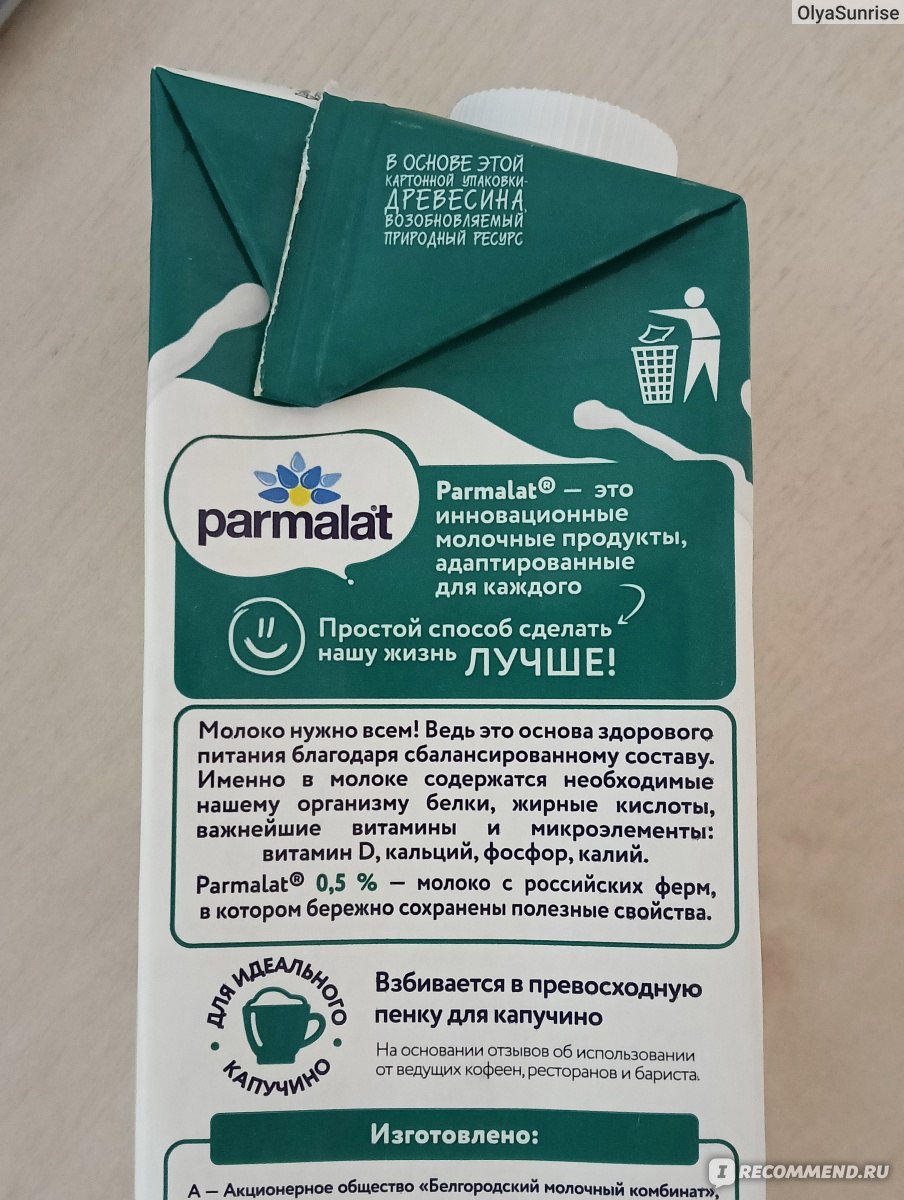 OlyaSunrise
В ОСНОВЕ ЭТОЙ
КАРТОННОЙ УПАКОВКИ-
ДРЕВЕСИНА,
ВОЗОБНОВЛЯЕМЫЙ
ПРИРОДНЫЙ РЕСУРС
parmalat
Parmalat® — это
инновационные
молочные продукты,
адаптированные
для каждого
Простой способ сделать
нашу жизнь ЛУЧШЕ!
Молоко нужно всем! Ведь это основа здорового
питания благодаря сбалансированному составу.
Именно в молоке содержатся необходимые
нашему организму белки, жирные кислоты,
важнейшие витамины и микроэлементы:
витамин D, кальций, фосфор, калий.
Parmalat® 0,5 % — молоко с российских ферм,
в котором бережно сохранены полезные свойства.
ДЛЯ ИДЕАЛЬНОГО
• КАПУЧИНО •
Взбивается в превосходную
пенку для капучино
На основании отзывов об использовании
от ведущих кофеен, ресторанов и бариста.
Изготовлено:
А — Акционерное общество «Белгородский молочный комбинат»,
IRECOMMEND.RU